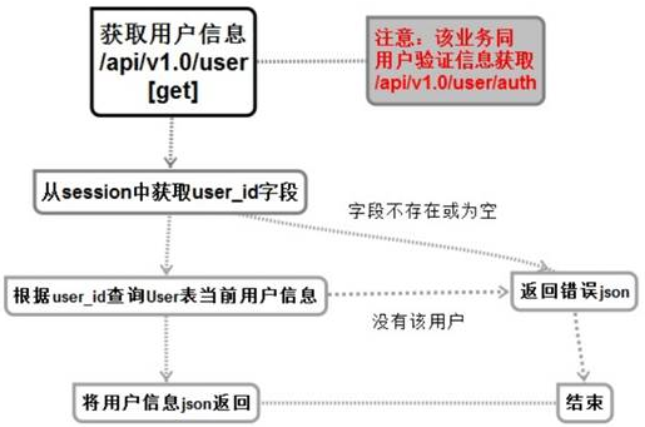 获取用户信息
/api/v1.0/user
[get]
注意：该业务同
用户验证信息获取
/api/v1.0/user/auth
从session中获取user_id字段
字段不存在或为空
根据user_id查询User表当前用户信息
返回错误json
没有该用户
将用户信息json返回
结束